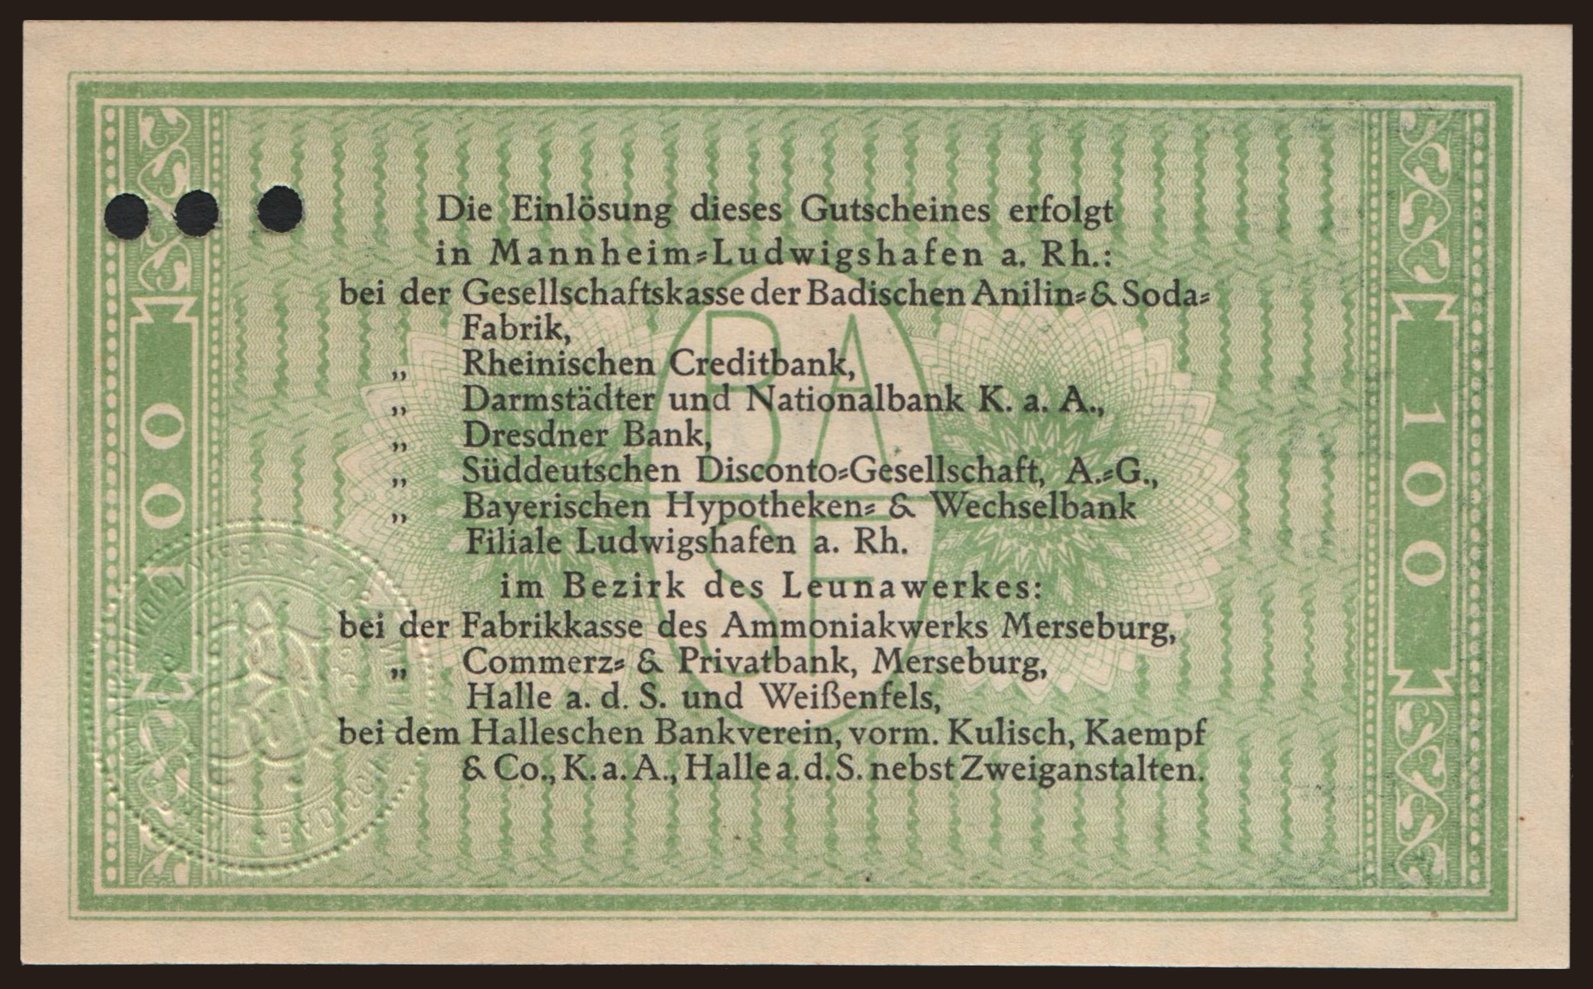 Die Einlösung dieses Gutscheines erfolgt
in Mannheim-Ludwigshafen a. Rh.:
bei der Gesellschaftskasse der Badischen Anilin- & Soda-
Fabrik,
„ Rheinischen Creditbank,
„ Darmstädter und Nationalbank K. a. A.,
„ Dresdner Bank,
„ Süddeutschen Disconto-Gesellschaft, A.-G.,
„ Bayerischen Hypotheken- & Wechselbank
Filiale Ludwigshafen a. Rh.
im Bezirk des Leunawerkes:
bei der Fabrikkasse des Ammoniakwerks Merseburg,
„ Commerz- & Privatbank, Merseburg,
Halle a. d. S. und Weißenfels,
bei dem Halleschen Bankverein, vorm. Kulisch, Kaempf
& Co., K. a. A., Halle a. d. S. nebst Zweiganstalten.
100
100
BA
SF